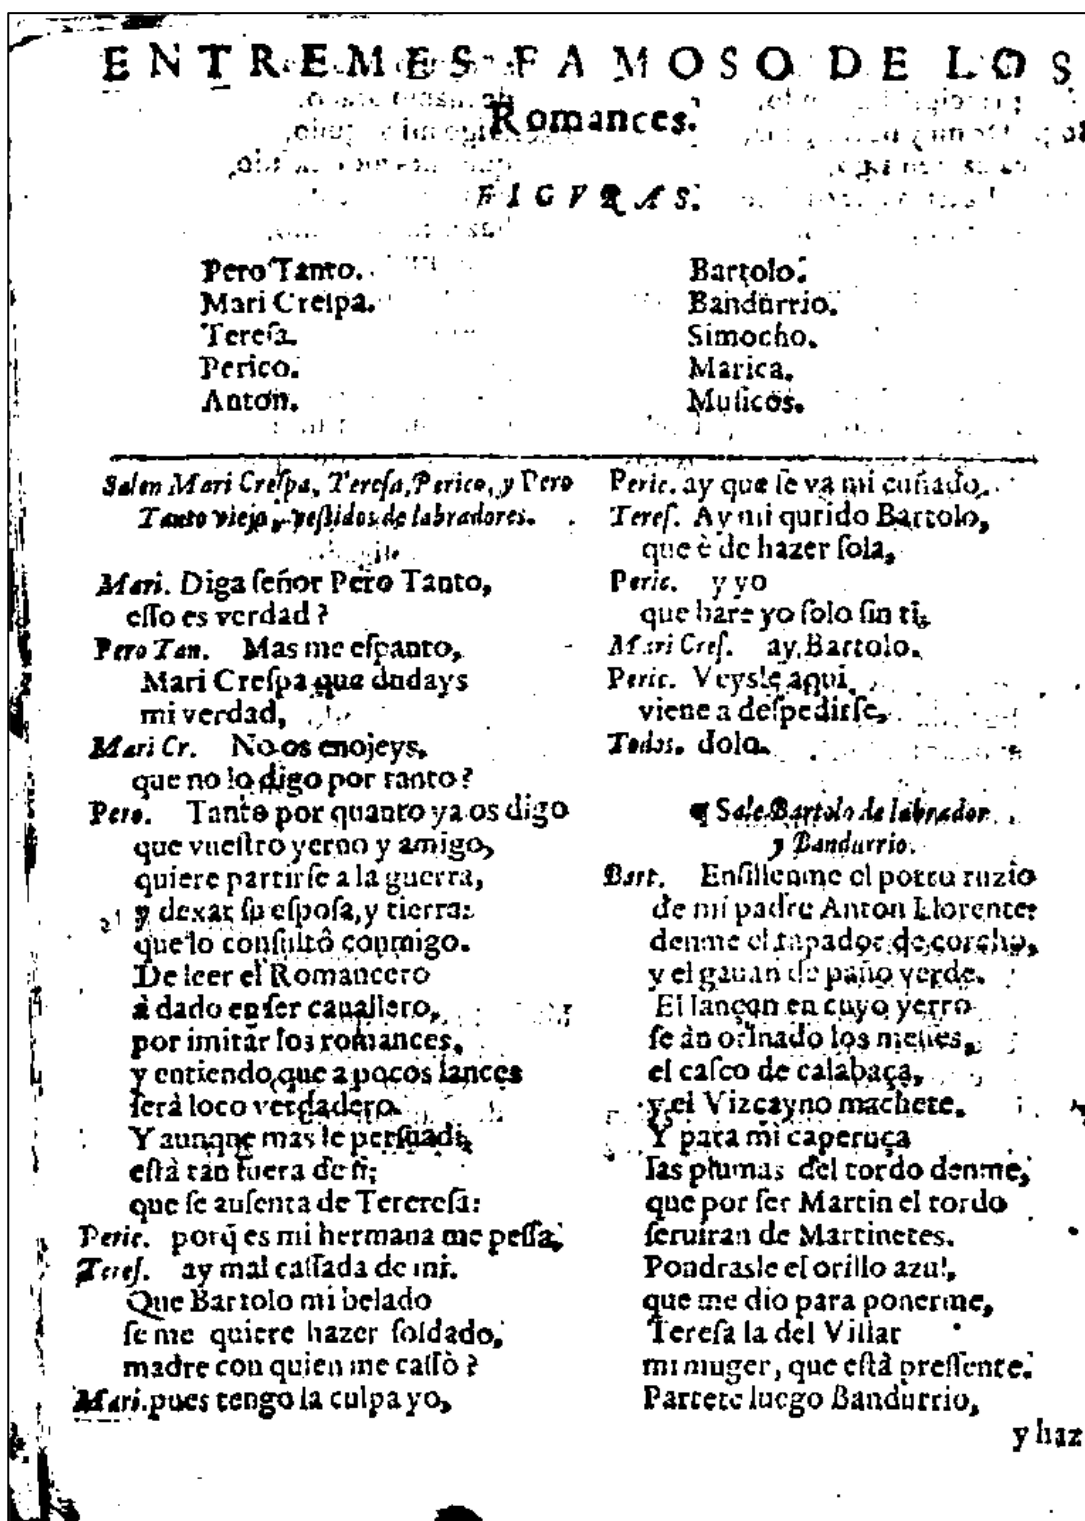 ENTREMES FAMOSO DE LOS
Romances.
FIGVRAS.
Pero Tanto.
Mari Creſpa.
Tereſa.
Perico.
Anton.
Bartolo.
Bandurrio.
Simocho.
Marica.
Muſicos.
Salen Mari Creſpa, Tereſa, Perico, y Pero
Tanto viejo, veſtidos de labradores.
Mari. Diga ſeñor Pero Tanto,
eſſo es verdad?
Pero Tan. Mas me eſpanto,
Mari Creſpa que dudays
mi verdad,
Mari Cr. No os enojeys,
que no lo digo por tanto?
Pero. Tanto por quanto ya os digo
que vueſtro yerno y amigo,
quiere partirſe a la guerra,
y dexar ſu eſpoſa, y tierra:
que lo conſultô conmigo.
De leer el Romancero
à dado en ſer cauallero,
por imitar los romances,
y entiendo que a pocos lances
ſerà loco verdadero.
Y aunque mas le perſuadi,
eſtà tan fuera de ſi;
que ſe auſenta de Terereſa:
Peric. porq̃ es mi hermana me peſſa,
Tereſ. ay mal caſſada de mi.
Que Bartolo mi belado
ſe me quiere hazer ſoldado,
madre con quien me caſſò?
Mari. pues tengo la culpa yo,
Peric. ay que ſe va mi cuñado,
Tereſ. Ay mi qurido Bartolo,
que è de hazer ſola,
Peric. y yo
que hare yo ſolo ſin ti,
Mari Creſ. ay, Bartolo.
Peric. Veysle aqui,
viene a deſpedirſe,
Todos. dolo.
¶ Sale Bartolo de labrador
y Bandurrio.
Bart. Enſillenme el potro ruzio
de mi padre Anton Llorente:
denme el tapador de corcho,
y el gauan de paño verde.
El lançon en cuyo yerro
ſe àn orinado los meſes,
el caſco de calabaça,
y el Vizcayno machete.
Y para mi caperuça
las plumas del tordo denme,
que por ſer Martin el tordo
ſeruiran de Martinetes.
Pondrasle el orillo azul,
que me dio para ponerme,
Tereſa la del Villar
mi muger, que eſtà preſſente.
Partete luego Bandurrio,
y haz